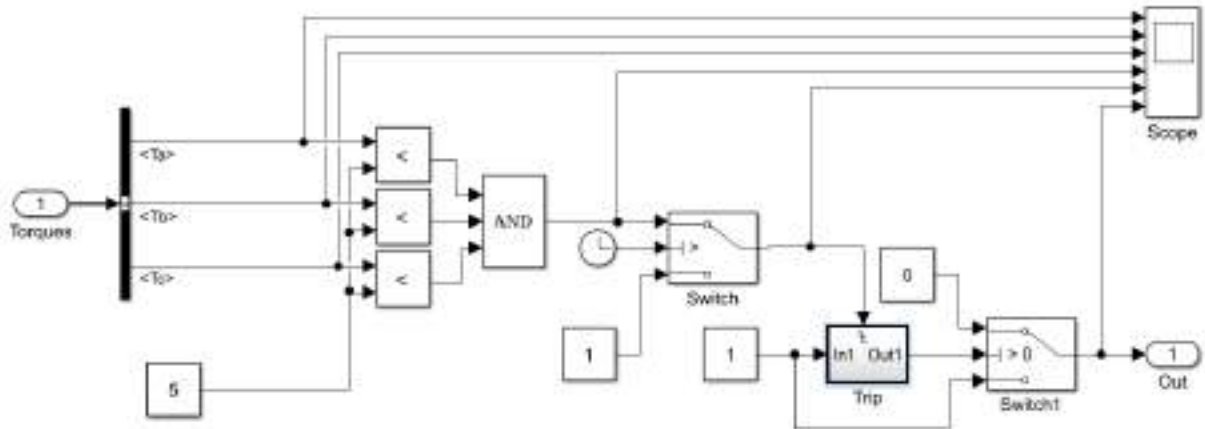 Scope
<Ta>
<
1
Torques
<Tb>
<
AND
<Tc>
<
| >
Switch
0
5
1
1
In1 Out1
Trip
| > 0
Switch1
1
Out